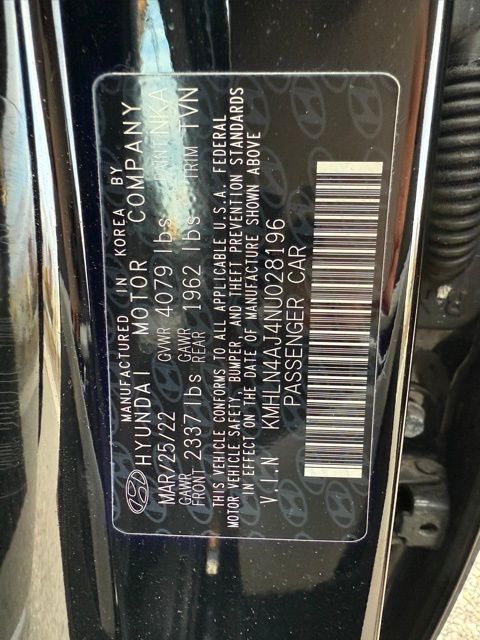 MANUFACTURED IN KOREA BY
HYUNDAI MOTOR COMPANY
MAR/25/22 GVWR 4079 lbs PAINT NKA
GAWR FRONT 2337 lbs GAWR REAR 1962 lbs TRIM TVN
THIS VEHICLE CONFORMS TO ALL APPLICABLE U.S.A. FEDERAL
MOTOR VEHICLE SAFETY, BUMPER, AND THEFT PREVENTION STANDARDS
IN EFFECT ON THE DATE OF MANUFACTURE SHOWN ABOVE
V.I.N KMHLN4AJ4NU028196
PASSENGER CAR